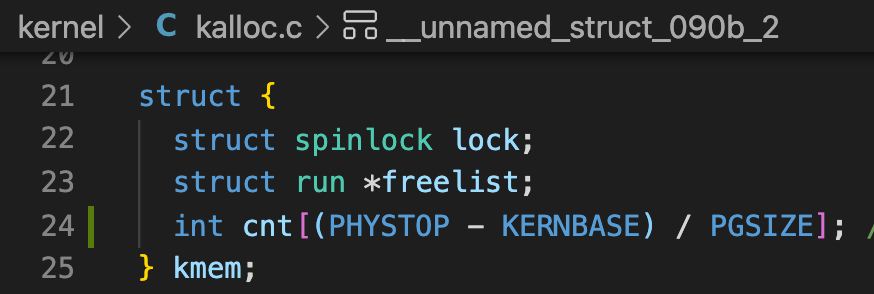 kernel > C kalloc.c > __unnamed_struct_090b_2
20
21 struct {
22 struct spinlock lock;
23 struct run *freelist;
24 int cnt[(PHYSTOP - KERNBASE) / PGSIZE]; /
25 } kmem;